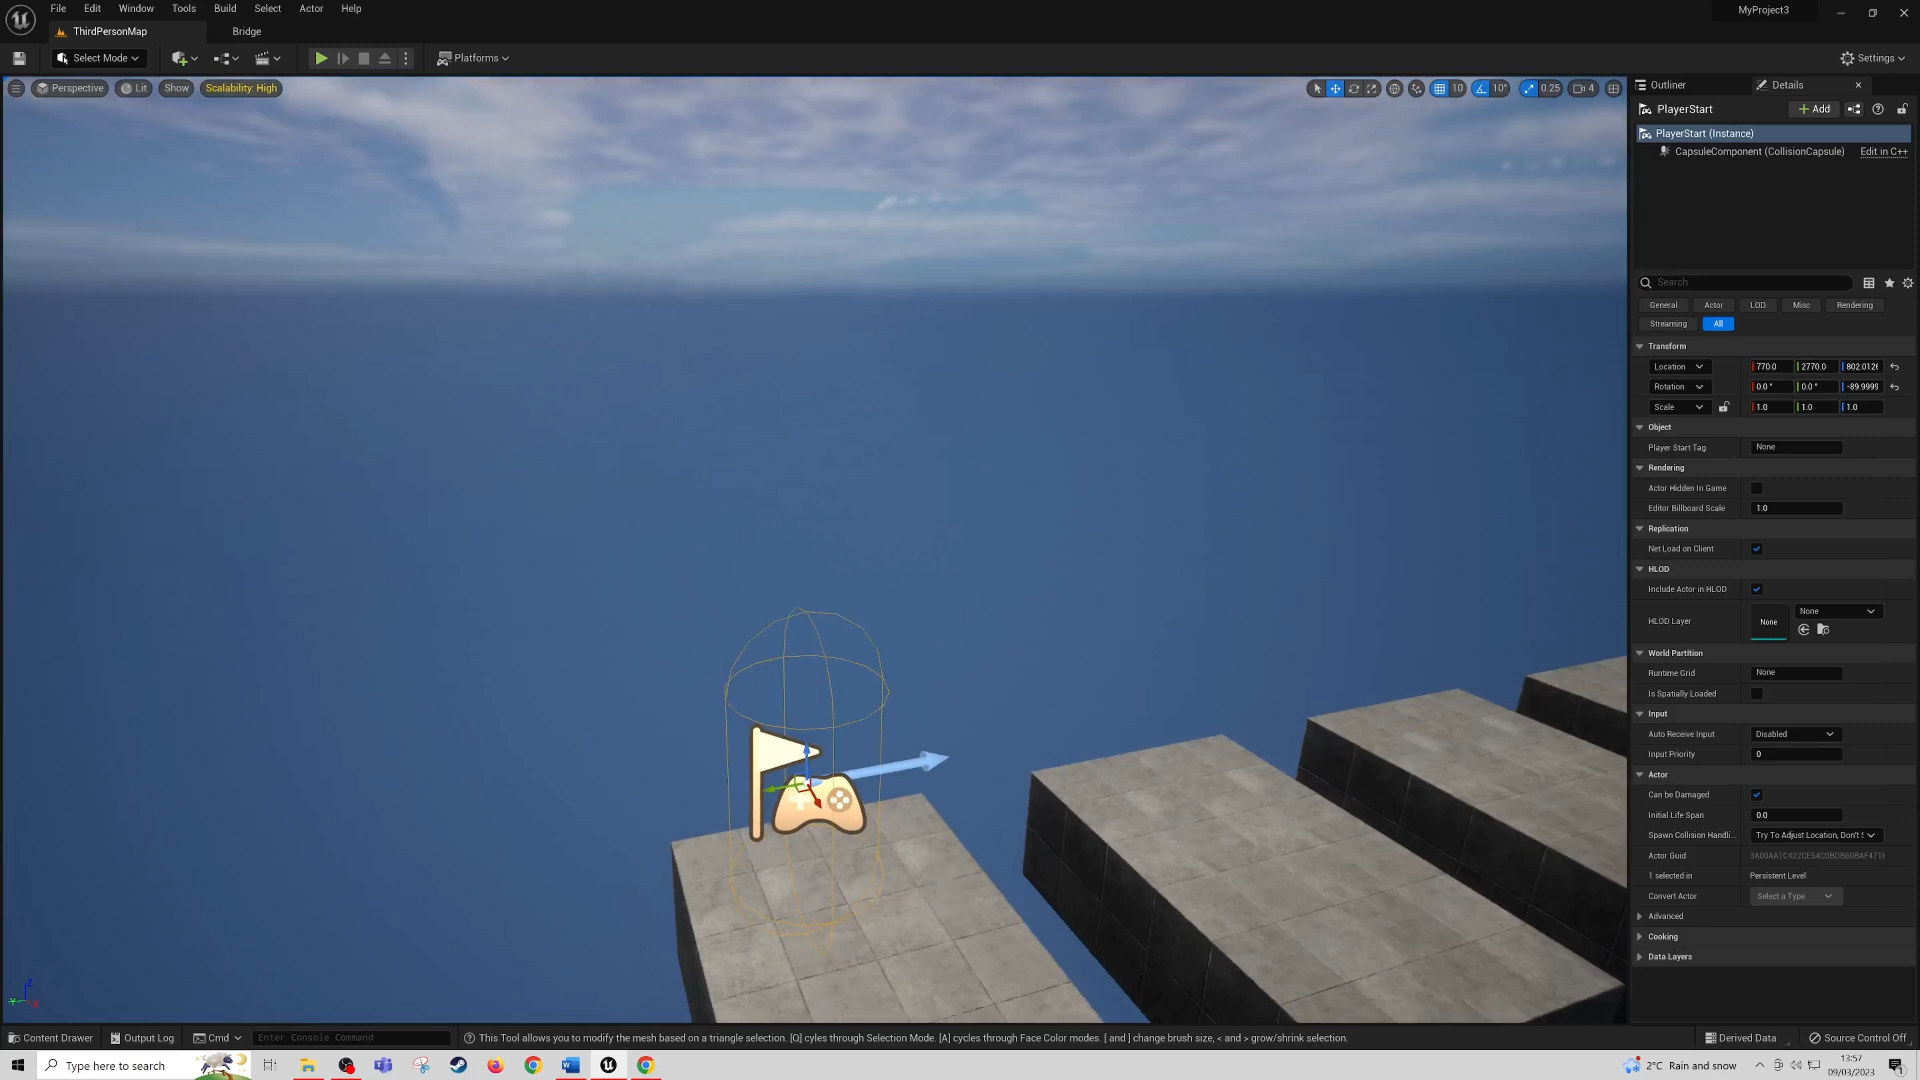 File Edit Window Tools Build Select Actor Help
MyProject3
ThirdPersonMap
Bridge
Select Mode
Platforms
Settings
Perspective
Lit
Show
Scalability: High
10
10°
0.25
4
Outliner
Details
PlayerStart
Add
PlayerStart (Instance)
CapsuleComponent (CollisionCapsule)
Edit in C++
Search
General
Actor
LOD
Misc
Rendering
Streaming
All
Transform
Location 770.0 2770.0 802.0126
Rotation 0.0° 0.0° -89.9999
Scale 1.0 1.0 1.0
Object
Player Start Tag None
Rendering
Actor Hidden In Game
Editor Billboard Scale 1.0
Replication
Net Load on Client
HLOD
Include Actor in HLOD
HLOD Layer None None
World Partition
Runtime Grid None
Is Spatially Loaded
Input
Auto Receive Input Disabled
Input Priority 0
Actor
Can be Damaged
Initial Life Span 0.0
Spawn Collision Handli... Try To Adjust Location, Don't S
Actor Guid
1 selected in Persistent Level
Convert Actor Select a Type
Advanced
Cooking
Data Layers
Content Drawer
Output Log
Cmd
Enter Console Command
This Tool allows you to modify the mesh based on a triangle selection. [Q] cyles through Selection Mode. [A] cycles through Face Color modes. [ and ] change brush size, < and > grow/shrink selection.
Derived Data
Source Control Off
Type here to search
2°C Rain and snow
13:57
09/03/2023